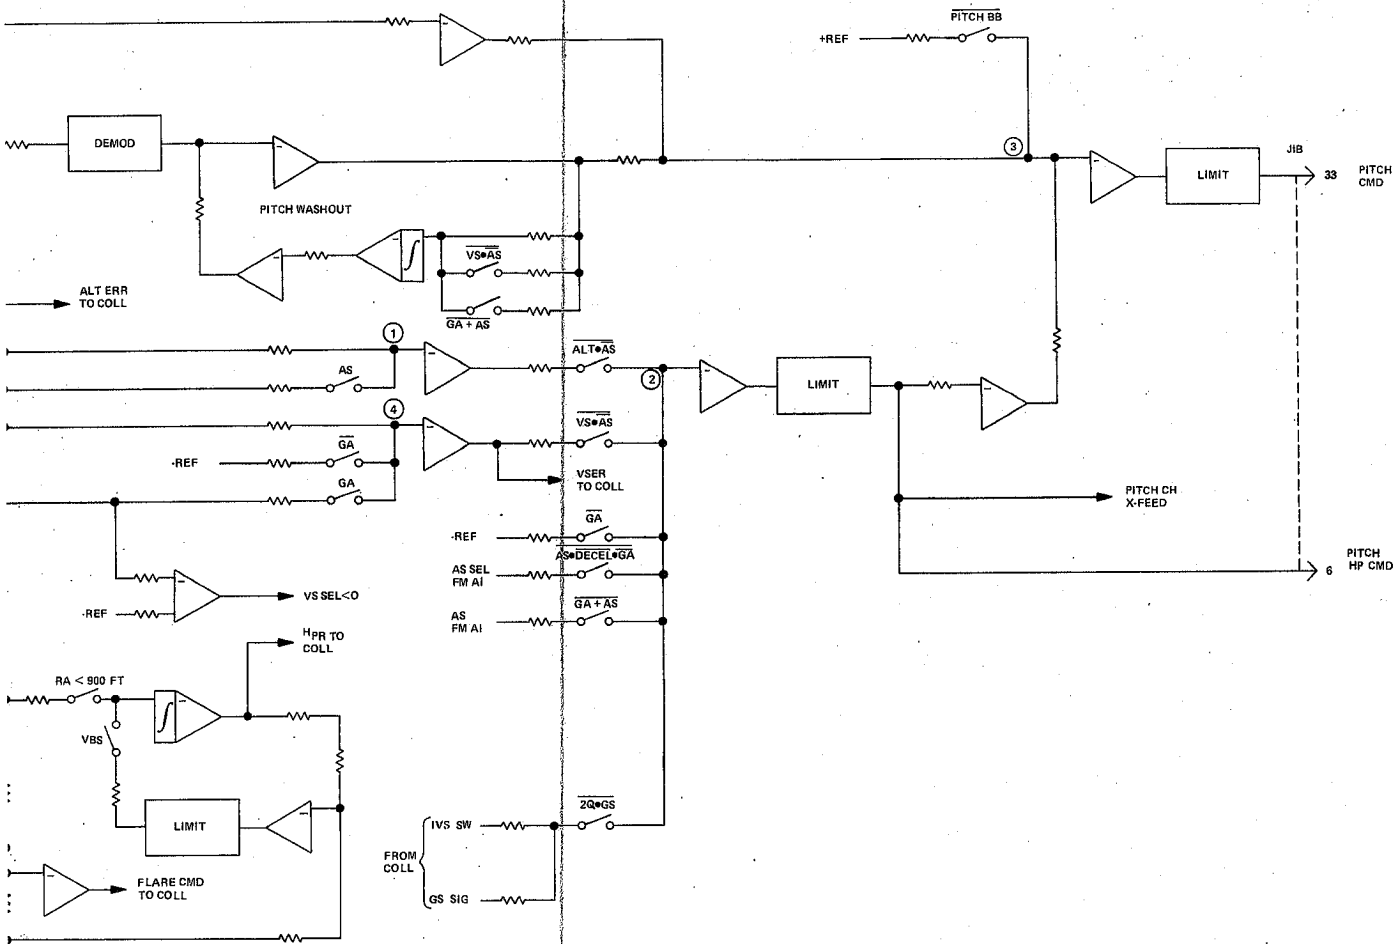 PITCH BB
+REF
DEMOD
3
JIB
LIMIT
33
PITCH
CMD
PITCH WASHOUT
VS•AS
ALT ERR
TO COLL
GA + AS
1
ALT•AS
AS
2
LIMIT
4
VS•AS
GA
-REF
VSER
TO COLL
GA
PITCH CH
X-FEED
GA
-REF
AS•DECEL•GA
AS SEL
FM AI
PITCH
HP CMD
6
VS SEL<O
-REF
GA + AS
AS
FM AI
HPR TO
COLL
RA < 900 FT
∫
VBS
2Q•GS
LIMIT
IVS SW
FROM
COLL
FLARE CMD
TO COLL
GS SIG